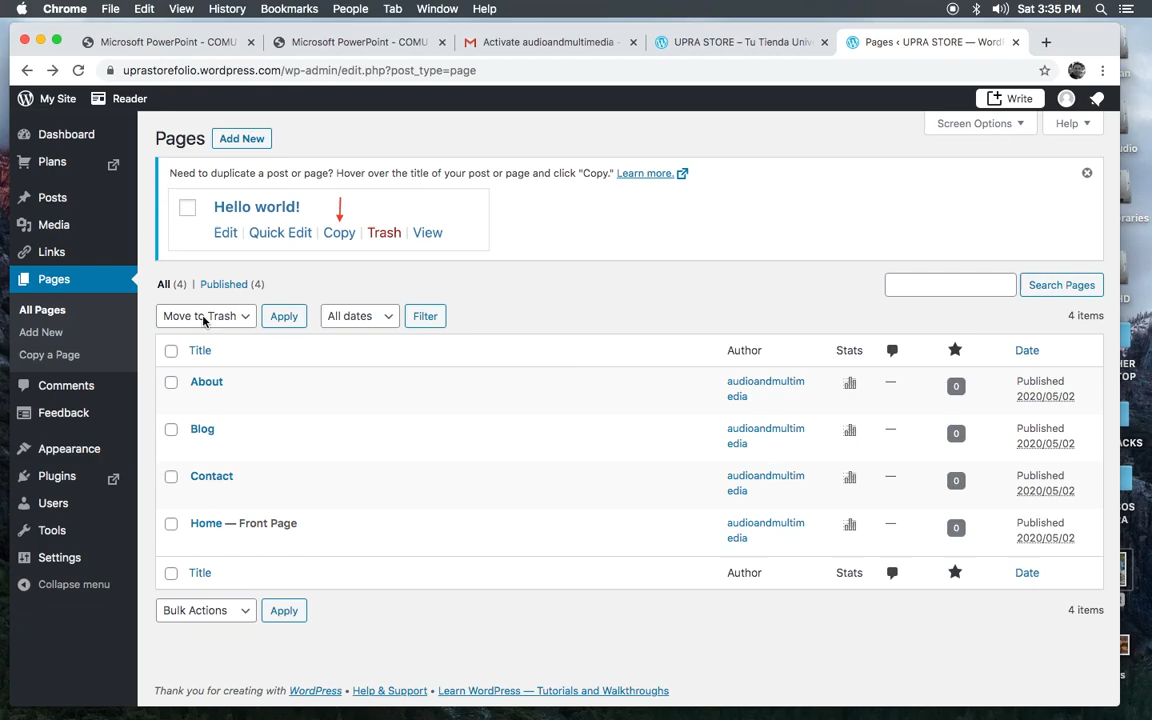 Chrome File Edit View History Bookmarks People Tab Window Help Sat 3:35 PM
Microsoft PowerPoint - COMU Microsoft PowerPoint - COMU Activate audioandmultimedia - UPRA STORE – Tu Tienda Univ Pages ‹ UPRA STORE — Word
uprastorefolio.wordpress.com/wp-admin/edit.php?post_type=page
My Site Reader Write
Screen Options Help
Dashboard
Plans
Posts
Media
Links
Pages
All Pages
Add New
Copy a Page
Comments
Feedback
Appearance
Plugins
Users
Tools
Settings
Collapse menu
Pages Add New
Need to duplicate a post or page? Hover over the title of your post or page and click "Copy." Learn more.
Hello world!
Edit | Quick Edit | Copy | Trash | View
All (4) | Published (4)
Search Pages
Move to Trash Apply All dates Filter 4 items
Title Author Stats Date
About audioandmultim — 0 Published
edia 2020/05/02
Blog audioandmultim — 0 Published
edia 2020/05/02
Contact audioandmultim — 0 Published
edia 2020/05/02
Home — Front Page audioandmultim — 0 Published
edia 2020/05/02
Title Author Stats Date
Bulk Actions Apply 4 items
Thank you for creating with WordPress • Help & Support • Learn WordPress — Tutorials and Walkthroughs